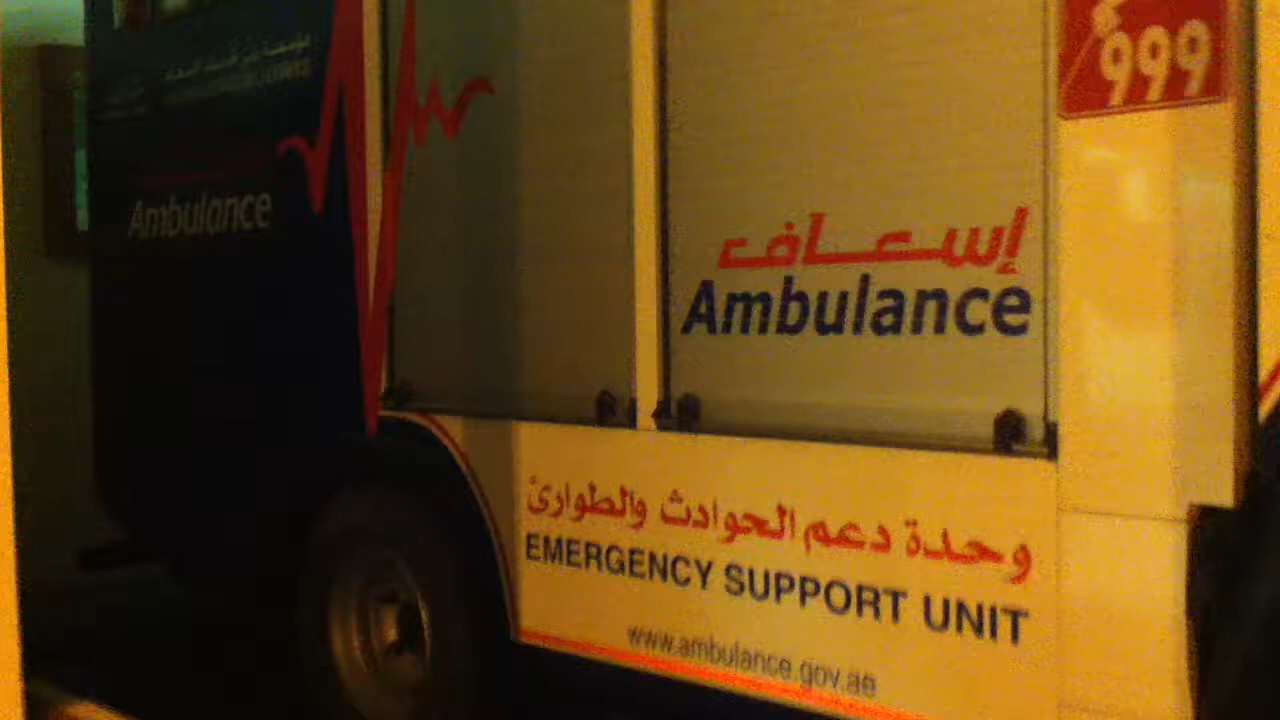 999
Ambulance
إسعاف
Ambulance
وحدة دعم الحوادث والطوارئ
EMERGENCY SUPPORT UNIT
www.ambulance.gov.ae